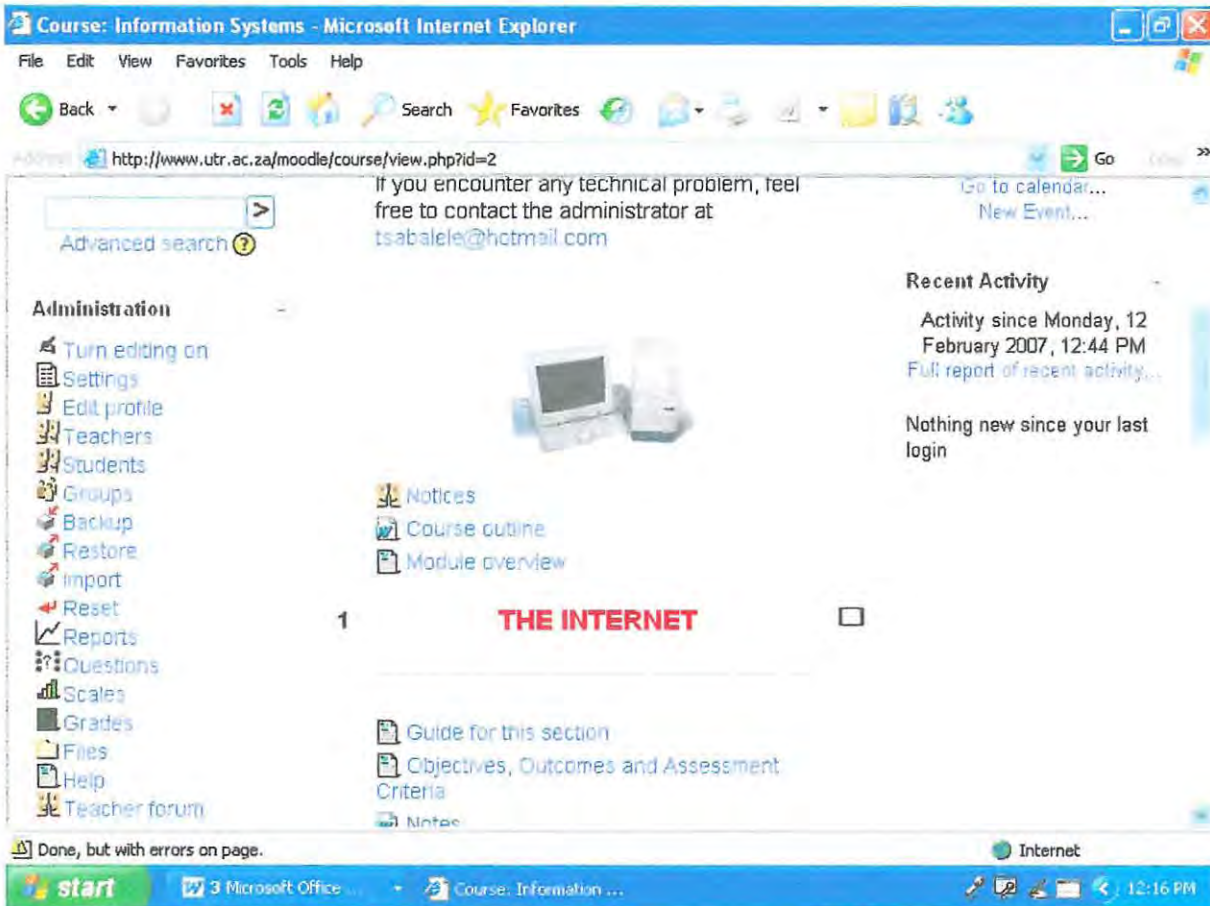 Course: Information Systems - Microsoft Internet Explorer
File Edit View Favorites Tools Help
Back Search Favorites
http://www.utr.ac.za/moodle/course/view.php?id=2 Go »
>
Advanced search ?
Administration -
Turn editing on
Settings
Edit profile
Teachers
Students
Groups
Backup
Restore
Import
Reset
Reports
Questions
Scales
Grades
Files
Help
Teacher forum
If you encounter any technical problem, feel
free to contact the administrator at
tsabalele@hotmail.com
Notices
Course outline
Module overview
1 THE INTERNET
Guide for this section
Objectives, Outcomes and Assessment
Criteria
Notes
Go to calendar...
New Event...
Recent Activity -
Activity since Monday, 12
February 2007, 12:44 PM
Full report of recent activity...
Nothing new since your last
login
Done, but with errors on page. Internet
start 3 Microsoft Office ... Course: Information ... 12:16 PM